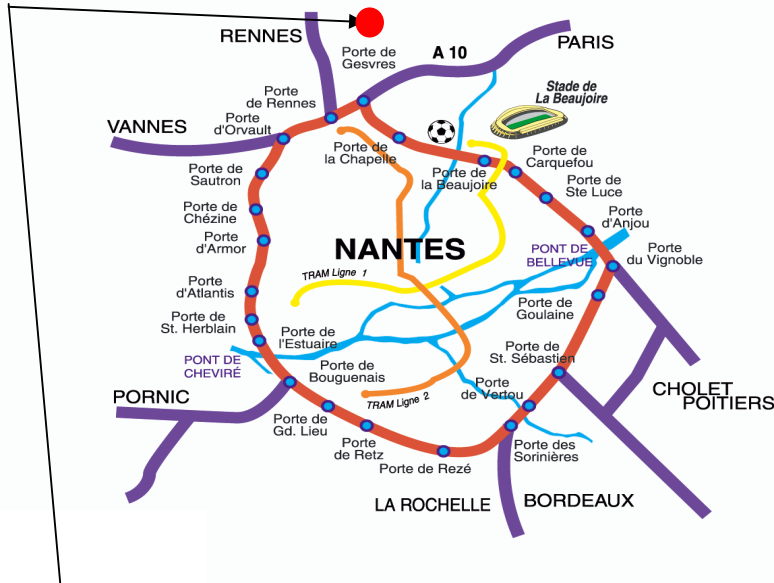 RENNES
Porte de
Gesvres
A 10
PARIS
Stade de
La Beaujoire
Porte
de Rennes
Porte
d'Orvault
VANNES
Porte de
la Chapelle
Porte de
Carquefou
Porte de
Sautron
Porte de
la Beaujoire
Porte de
Ste Luce
Porte de
Chézine
Porte
d'Anjou
Porte
d'Armor
NANTES
PONT DE
BELLEVUE
Porte
du Vignoble
TRAM Ligne 1
Porte
d'Atlantis
Porte de
Goulaine
Porte de
St. Herblain
Porte de
l'Estuaire
Porte de
St. Sébastien
PONT DE
CHEVIRÉ
Porte de
Bouguenais
Porte
de Vertou
CHOLET
POITIERS
PORNIC
TRAM Ligne 2
Porte de
Gd. Lieu
Porte
de Retz
Porte des
Sorinières
Porte de Rezé
LA ROCHELLE
BORDEAUX